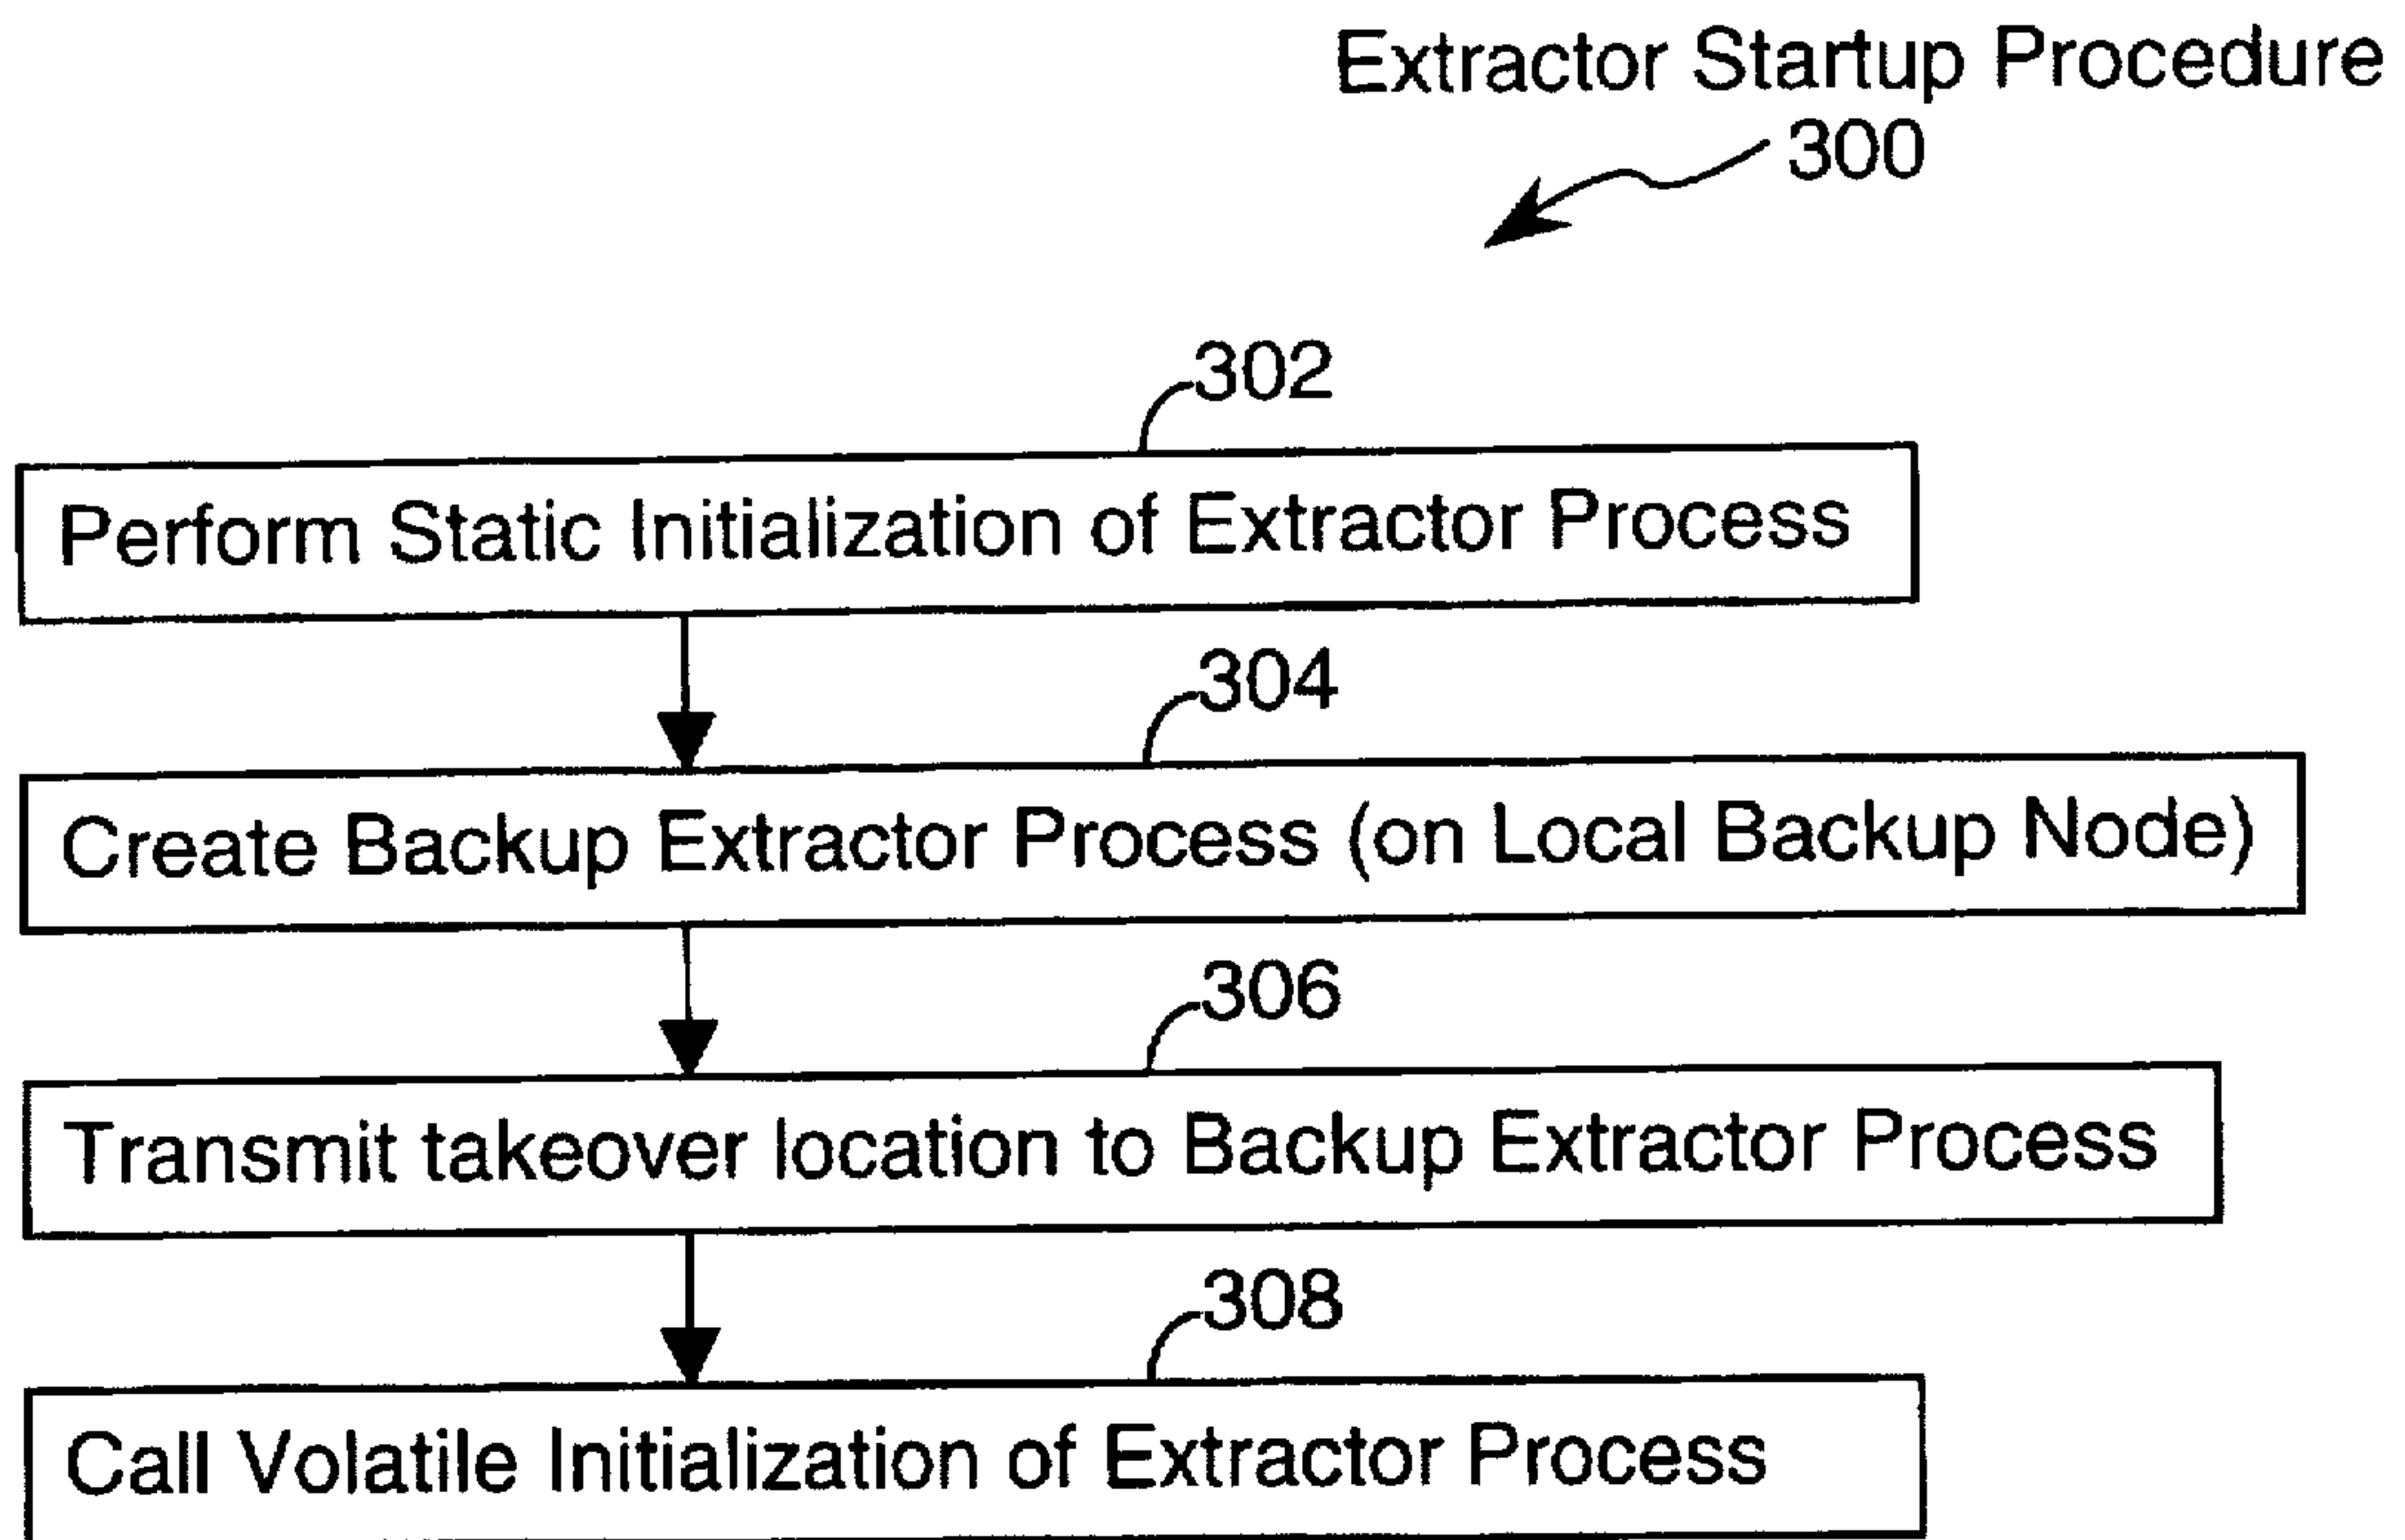 Extractor Startup Procedure
300
302
Perform Static Initialization of Extractor Process
304
Create Backup Extractor Process (on Local Backup Node)
306
Transmit takeover location to Backup Extractor Process
308
Call Volatile Initialization of Extractor Process